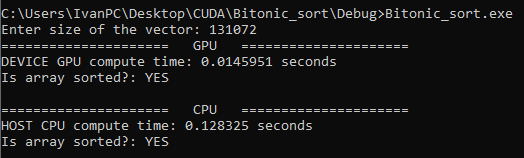 C:\Users\IvanPC\Desktop\CUDA\Bitonic_sort\Debug>Bitonic_sort.exe
Enter size of the vector: 131072
====================   GPU   ====================
DEVICE GPU compute time: 0.0145951 seconds
Is array sorted?: YES

====================   CPU   ====================
HOST CPU compute time: 0.128325 seconds
Is array sorted?: YES